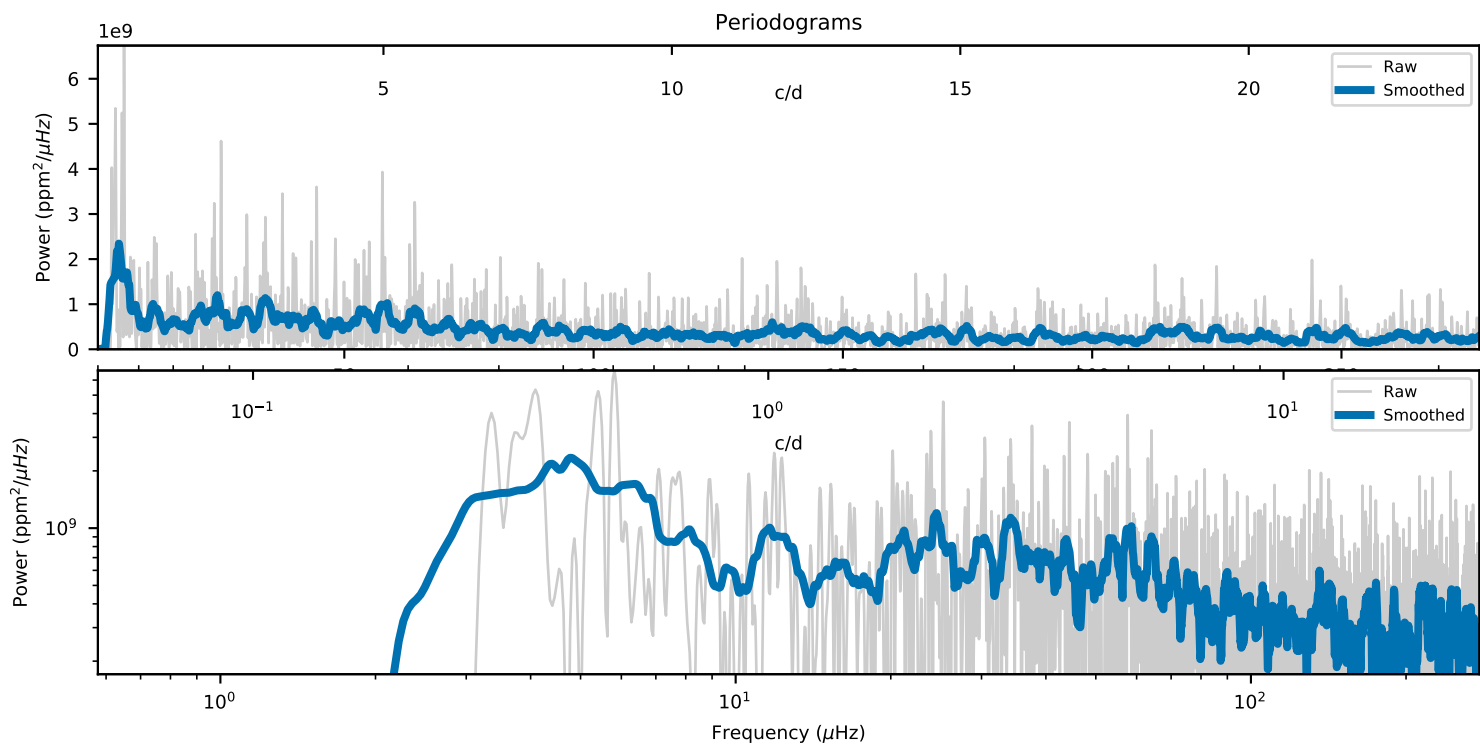 Periodograms
1e9
Power (ppm²/μHz)
6
5
4
3
2
1
0
5 10 15 20
c/d
Raw
Smoothed
Power (ppm²/μHz)
10⁹
10⁻¹ 10⁰ 10¹
c/d
Raw
Smoothed
10⁰ 10¹ 10²
Frequency (μHz)